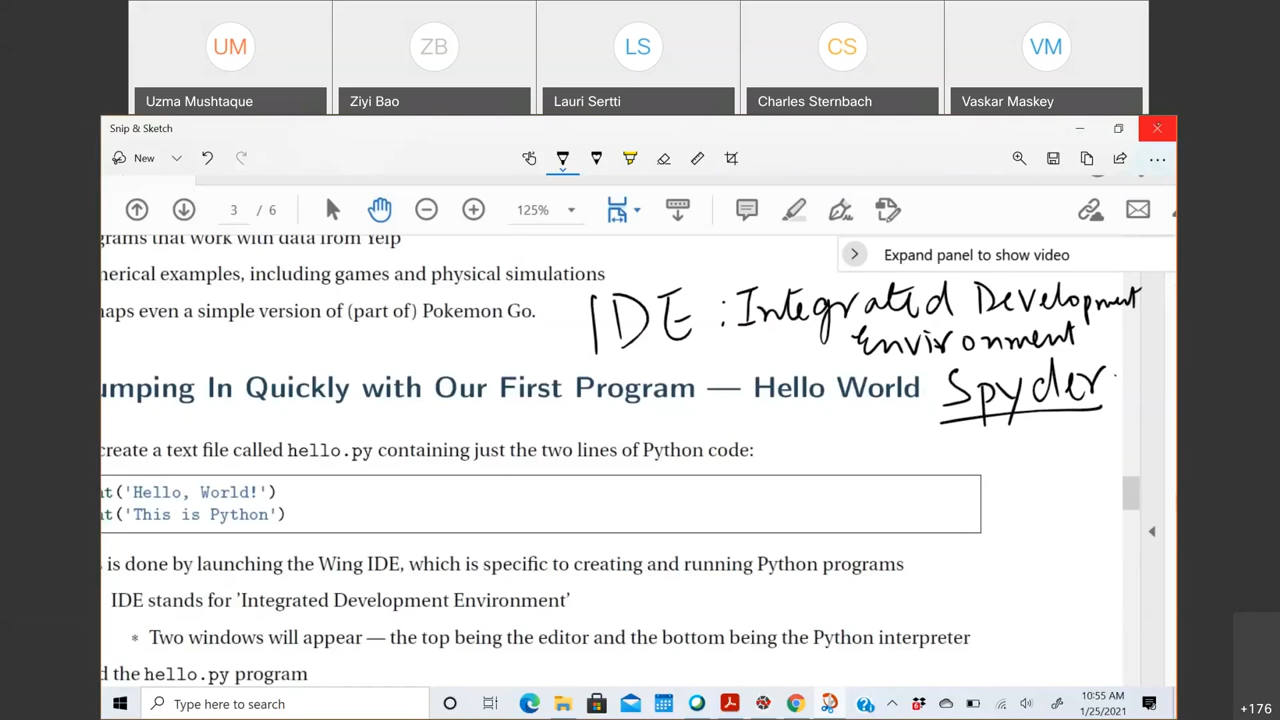 UM
ZB
LS
CS
VM
Uzma Mushtaque
Ziyi Bao
Lauri Sertti
Charles Sternbach
Vaskar Maskey
Snip & Sketch
New
3 / 6
125%
grams that work with data from Yelp
Expand panel to show video
nerical examples, including games and physical simulations
haps even a simple version of (part of) Pokemon Go.
IDE : Integrated Development
Environment
umping In Quickly with Our First Program — Hello World
Spyder
create a text file called hello.py containing just the two lines of Python code:
nt('Hello, World!')
nt('This is Python')
s is done by launching the Wing IDE, which is specific to creating and running Python programs
IDE stands for 'Integrated Development Environment'
* Two windows will appear — the top being the editor and the bottom being the Python interpreter
d the hello.py program
Type here to search
10:55 AM
1/25/2021
+176